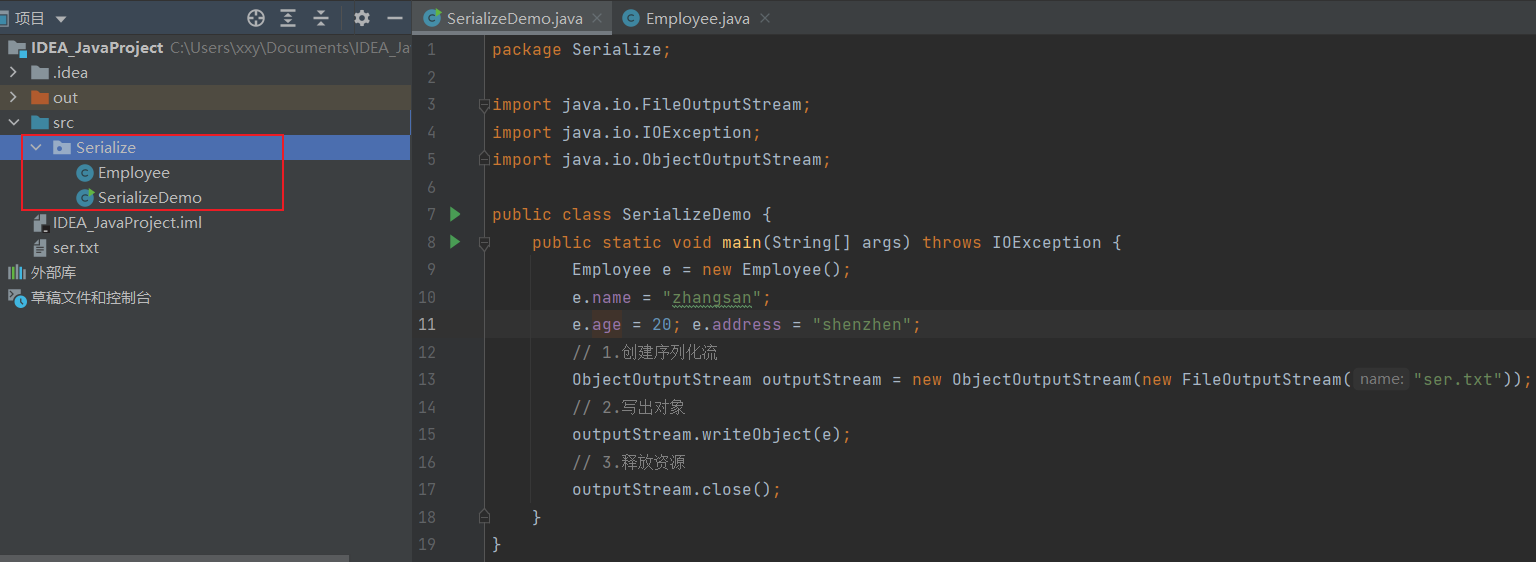 项目
IDEA_JavaProject C:\Users\xxy\Documents\IDEA_Ja
.idea
out
src
Serialize
Employee
SerializeDemo
IDEA_JavaProject.iml
ser.txt
外部库
草稿文件和控制台
SerializeDemo.java Employee.java
1 package Serialize;
2
3 import java.io.FileOutputStream;
4 import java.io.IOException;
5 import java.io.ObjectOutputStream;
6
7 public class SerializeDemo {
8 public static void main(String[] args) throws IOException {
9 Employee e = new Employee();
10 e.name = "zhangsan";
11 e.age = 20; e.address = "shenzhen";
12 // 1.创建序列化流
13 ObjectOutputStream outputStream = new ObjectOutputStream(new FileOutputStream( name: "ser.txt"));
14 // 2.写出对象
15 outputStream.writeObject(e);
16 // 3.释放资源
17 outputStream.close();
18 }
19 }